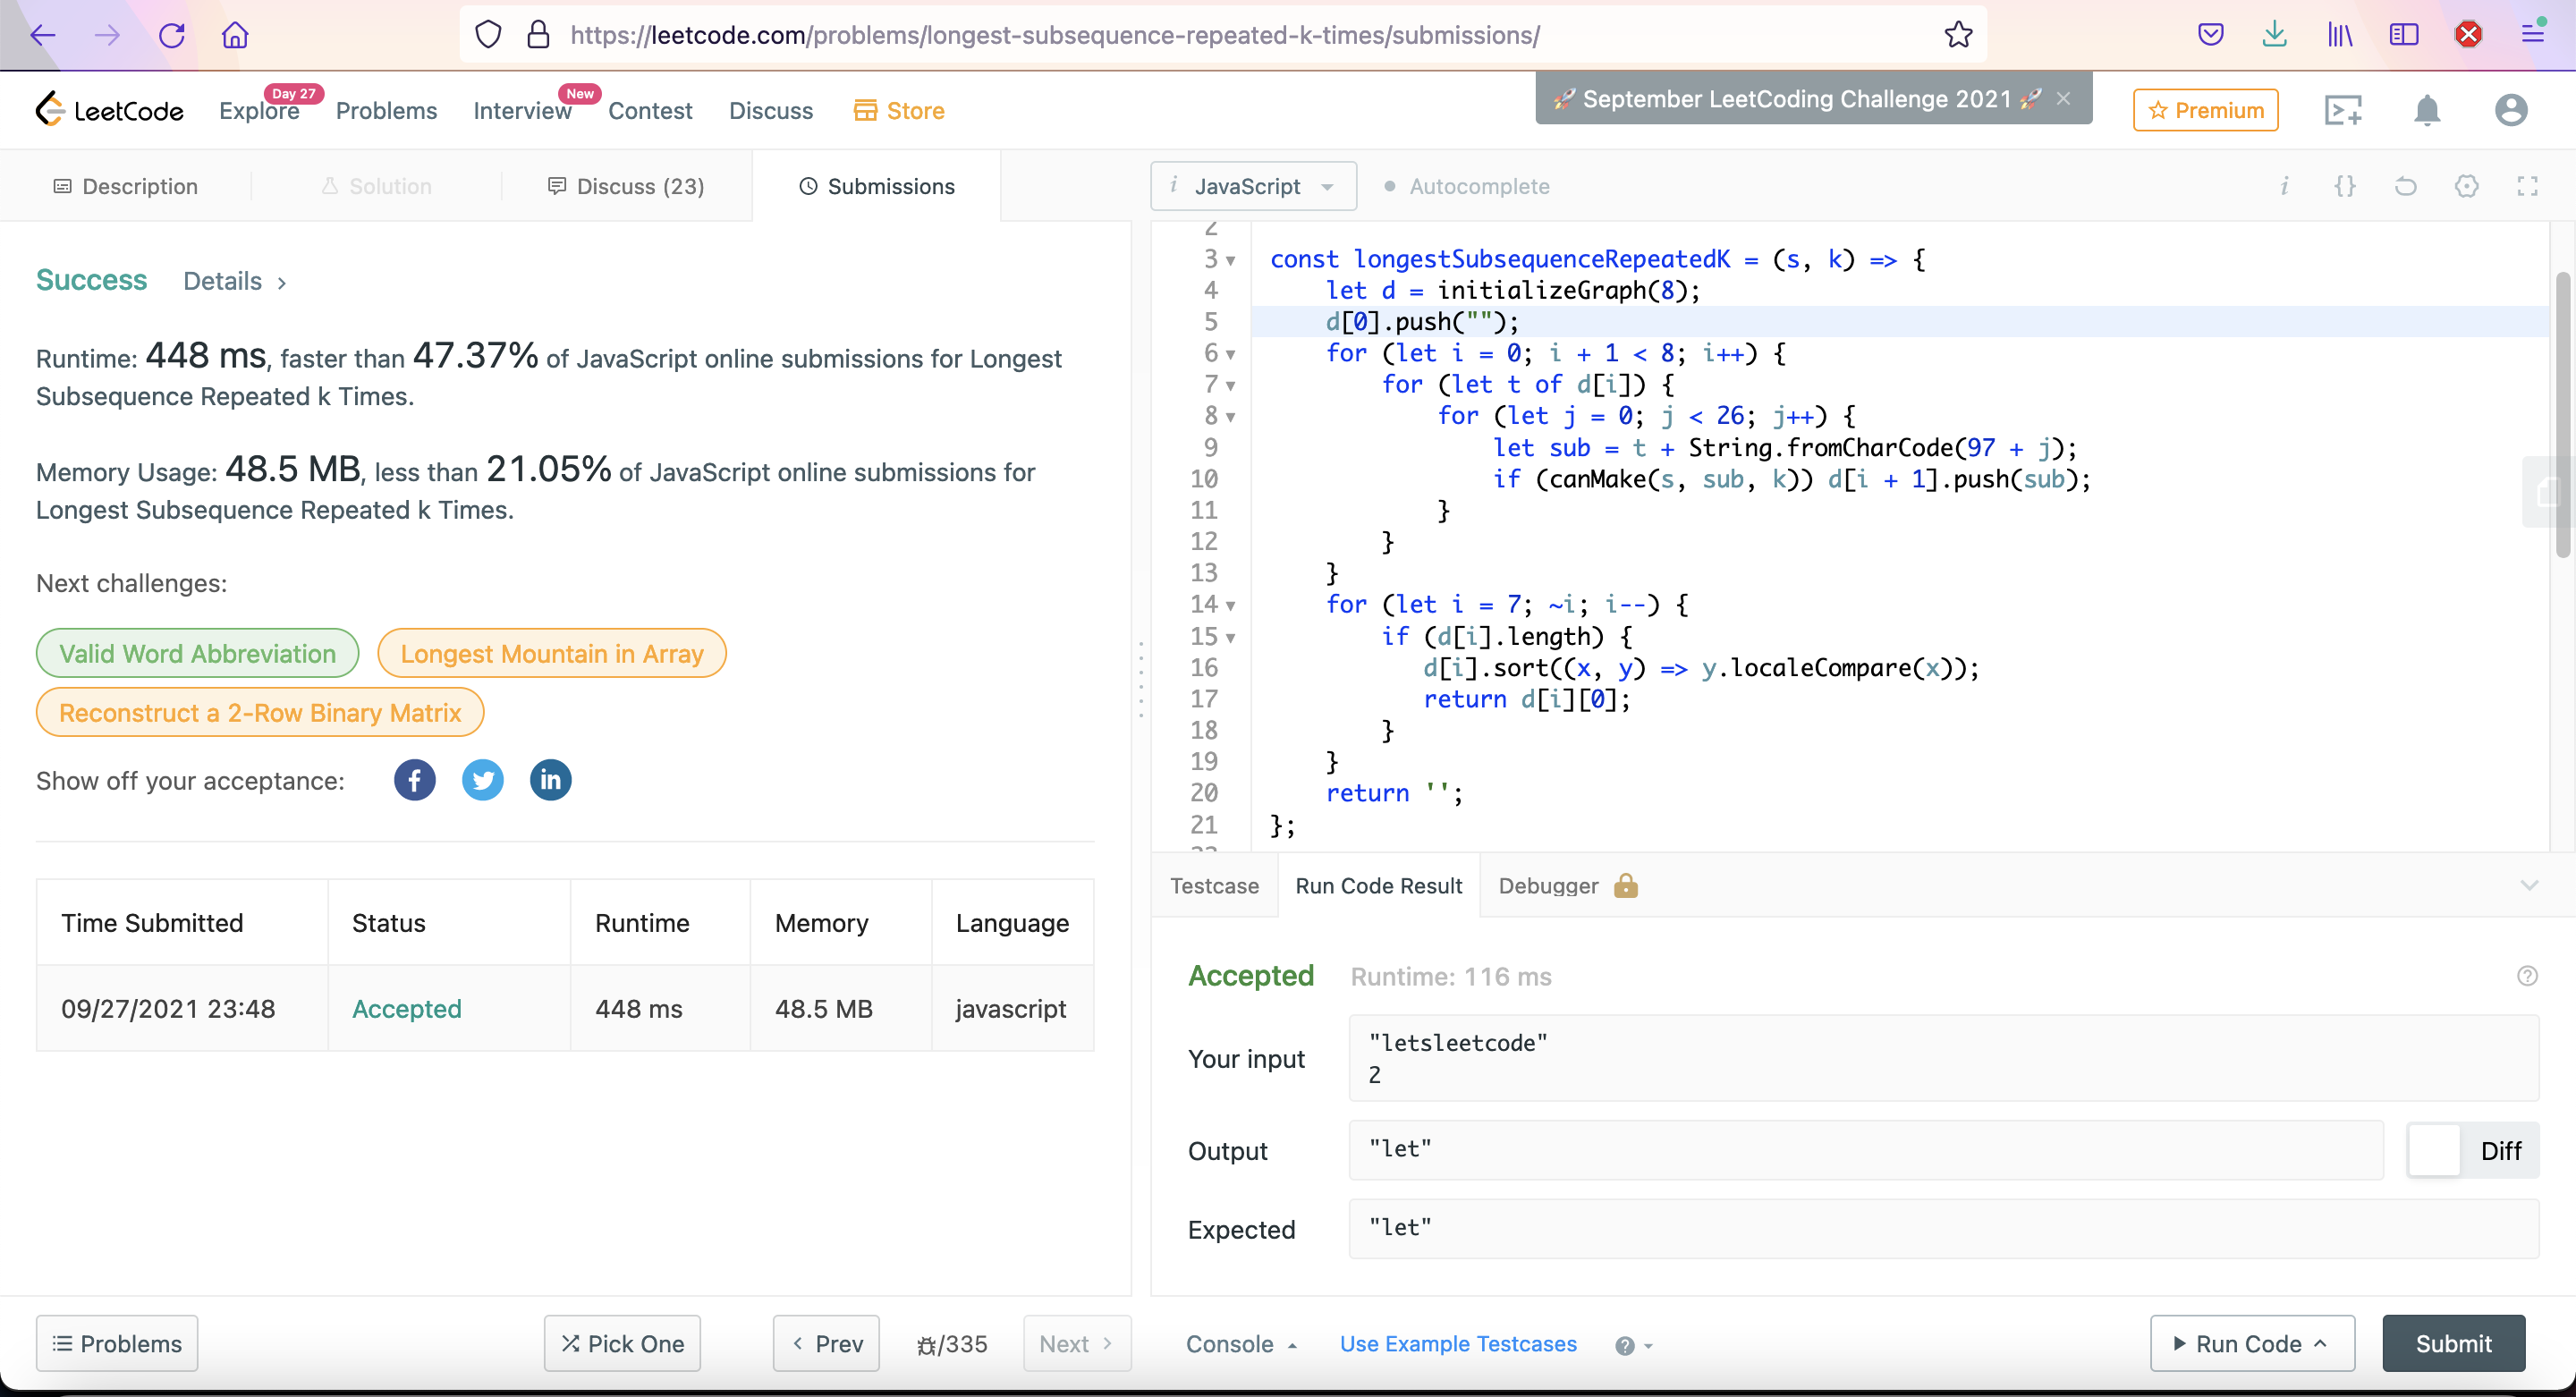 https://leetcode.com/problems/longest-subsequence-repeated-k-times/submissions/
LeetCode
Explore
Day 27
Problems
Interview
New
Contest
Discuss
Store
🚀 September LeetCoding Challenge 2021 🚀 ×
Premium
Description
Solution
Discuss (23)
Submissions
i JavaScript
Autocomplete
Success Details >
Runtime: 448 ms, faster than 47.37% of JavaScript online submissions for Longest
Subsequence Repeated k Times.
Memory Usage: 48.5 MB, less than 21.05% of JavaScript online submissions for
Longest Subsequence Repeated k Times.
Next challenges:
Valid Word Abbreviation
Longest Mountain in Array
Reconstruct a 2-Row Binary Matrix
Show off your acceptance:
Time Submitted Status Runtime Memory Language
09/27/2021 23:48 Accepted 448 ms 48.5 MB javascript
2
3 const longestSubsequenceRepeatedK = (s, k) => {
4 let d = initializeGraph(8);
5 d[0].push("");
6 for (let i = 0; i + 1 < 8; i++) {
7 for (let t of d[i]) {
8 for (let j = 0; j < 26; j++) {
9 let sub = t + String.fromCharCode(97 + j);
10 if (canMake(s, sub, k)) d[i + 1].push(sub);
11 }
12 }
13 }
14 for (let i = 7; ~i; i--) {
15 if (d[i].length) {
16 d[i].sort((x, y) => y.localeCompare(x));
17 return d[i][0];
18 }
19 }
20 return '';
21 };
Testcase
Run Code Result
Debugger
Accepted Runtime: 116 ms
Your input
"letsleetcode"
2
Output
"let"
Diff
Expected
"let"
Problems
Pick One
< Prev
/335
Next >
Console
Use Example Testcases
Run Code
Submit